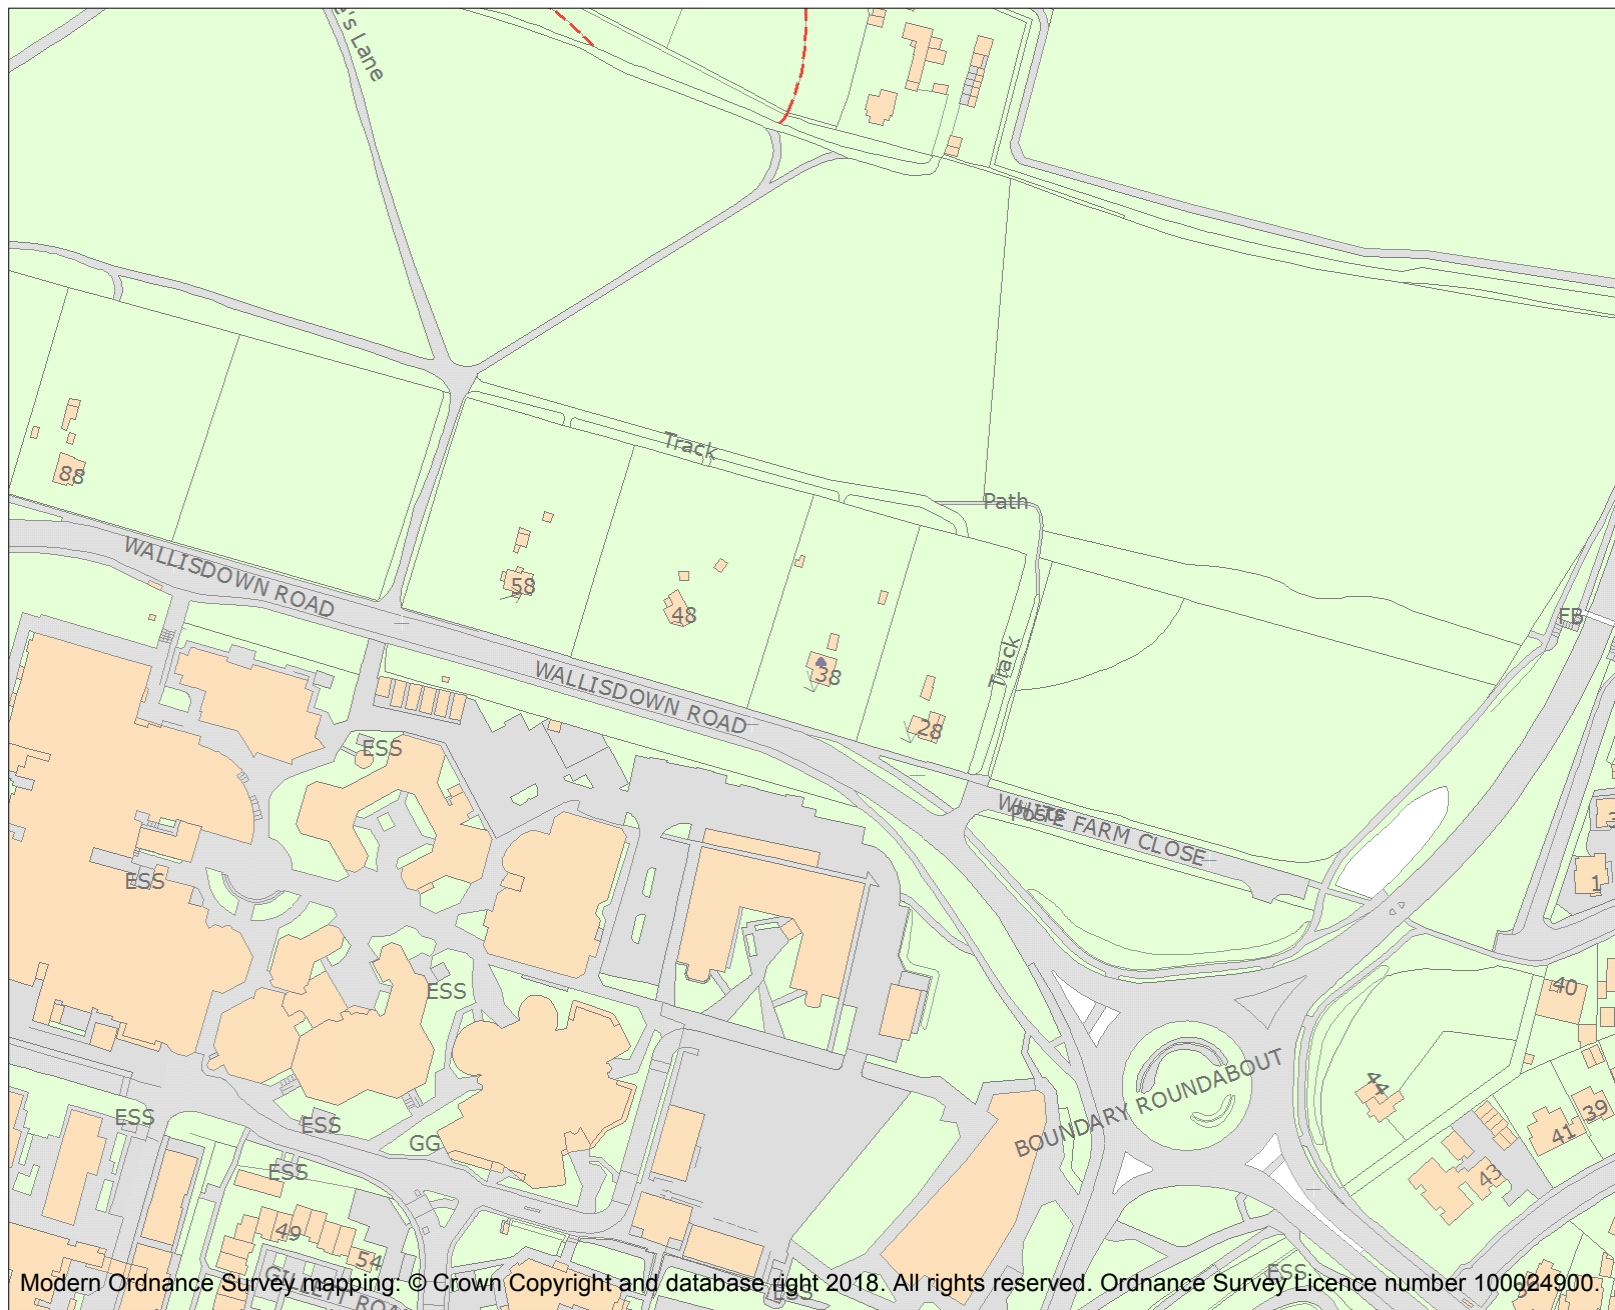 's Lane
Track
Path
88
WALLISDOWN ROAD
58
48
38
28
Track
FB
WALLISDOWN ROAD
ESS
WHITE FARM CLOSE
Posts
ESS
1
ESS
40
BOUNDARY ROUNDABOUT
44
39
41
43
ESS
ESS
GG
ESS
49
54
ESS
ESS
Modern Ordnance Survey mapping: © Crown Copyright and database right 2018. All rights reserved. Ordnance Survey Licence number 100024900.